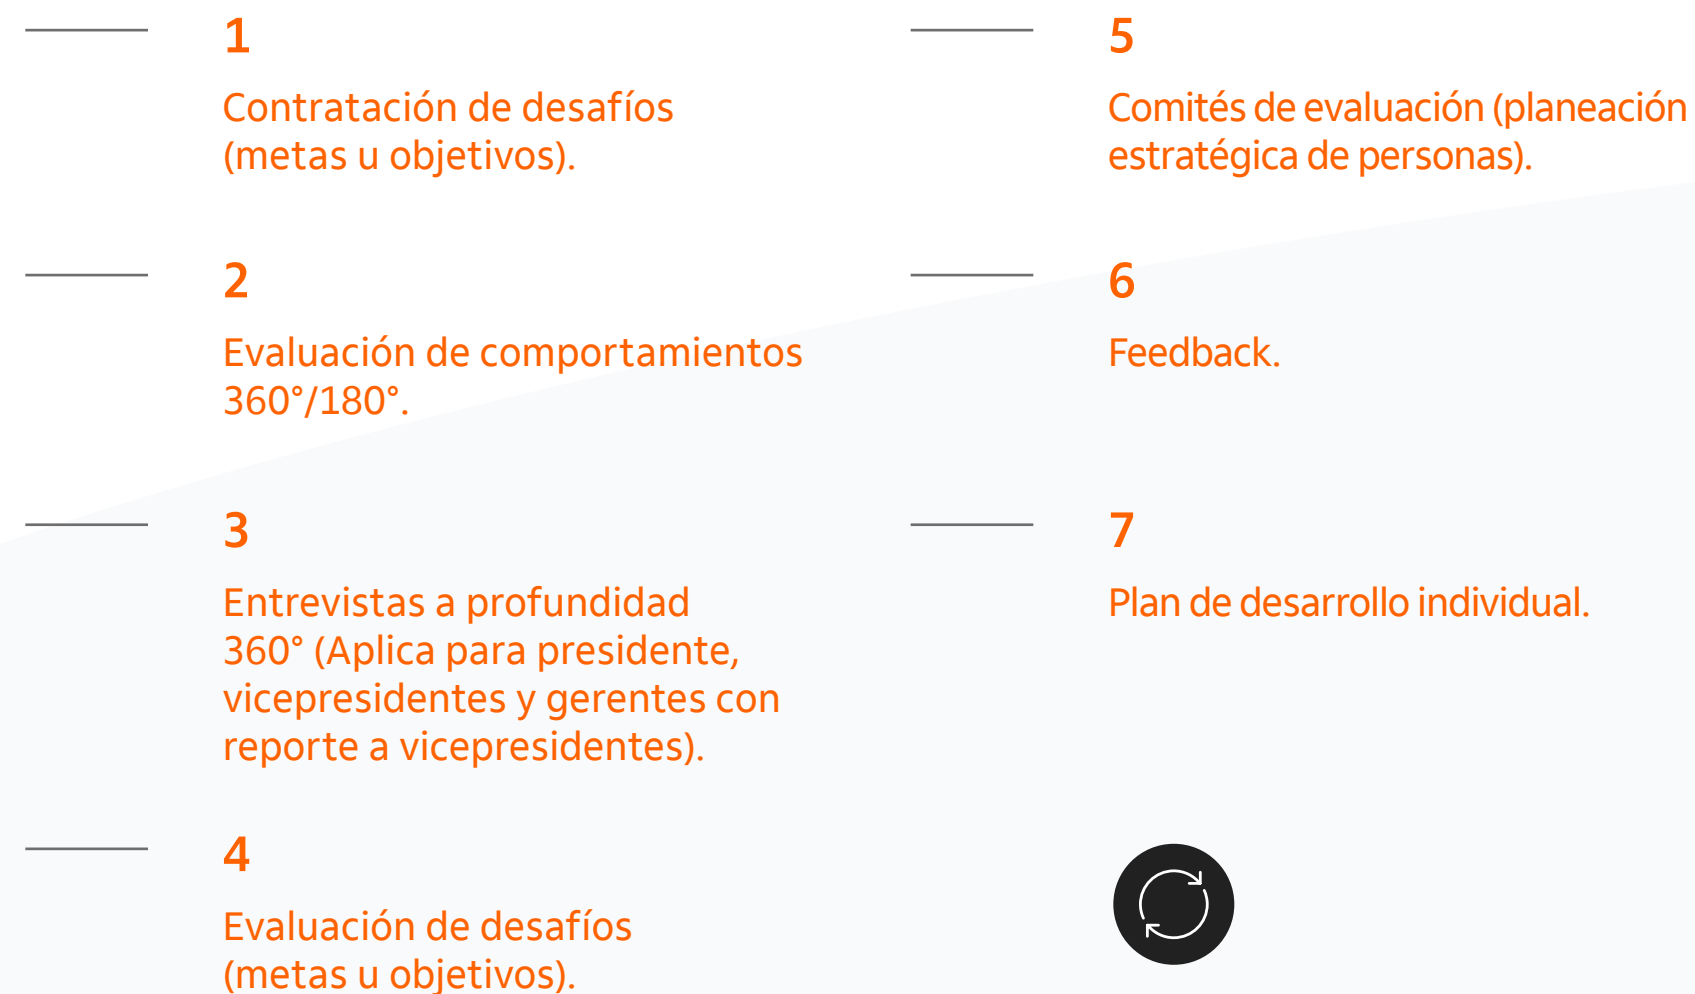 1
Contratación de desafíos
(metas u objetivos).
2
Evaluación de comportamientos
360°/180°.
3
Entrevistas a profundidad
360° (Aplica para presidente,
vicepresidentes y gerentes con
reporte a vicepresidentes).
4
Evaluación de desafíos
(metas u objetivos).
5
Comités de evaluación (planeación
estratégica de personas).
6
Feedback.
7
Plan de desarrollo individual.